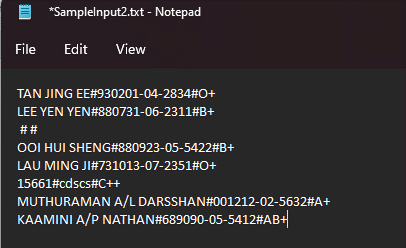 *SampleInput2.txt - Notepad
File Edit View
TAN JING EE#930201-04-2834#O+
LEE YEN YEN#880731-06-2311#B+
# #
OOI HUI SHENG#880923-05-5422#B+
LAU MING JI#731013-07-2351#O+
15661#cdscs#C++
MUTHURAMAN A/L DARSSHAN#001212-02-5632#A+
KAAMINI A/P NATHAN#689090-05-5412#AB+